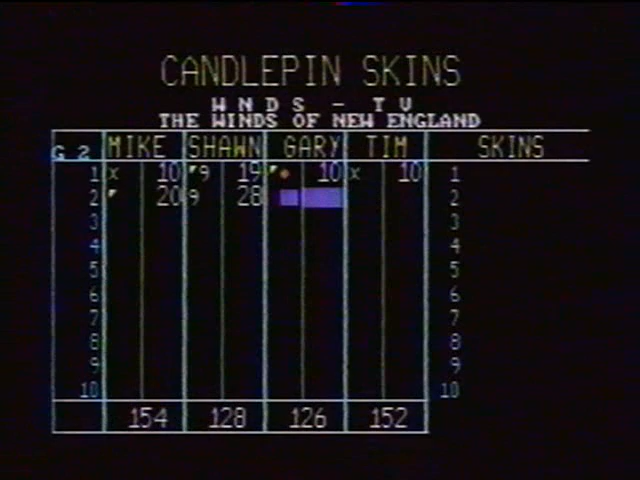 CANDLEPIN SKINS
W N D S - T V
THE WINDS OF NEW ENGLAND
G 2 MIKE SHAWN GARY TIM SKINS
1 x 10 9 19 10 x 10 1
2 20 9 28 2
3 3
4 4
5 5
6 6
7 7
8 8
9 9
10 10
154 128 126 152